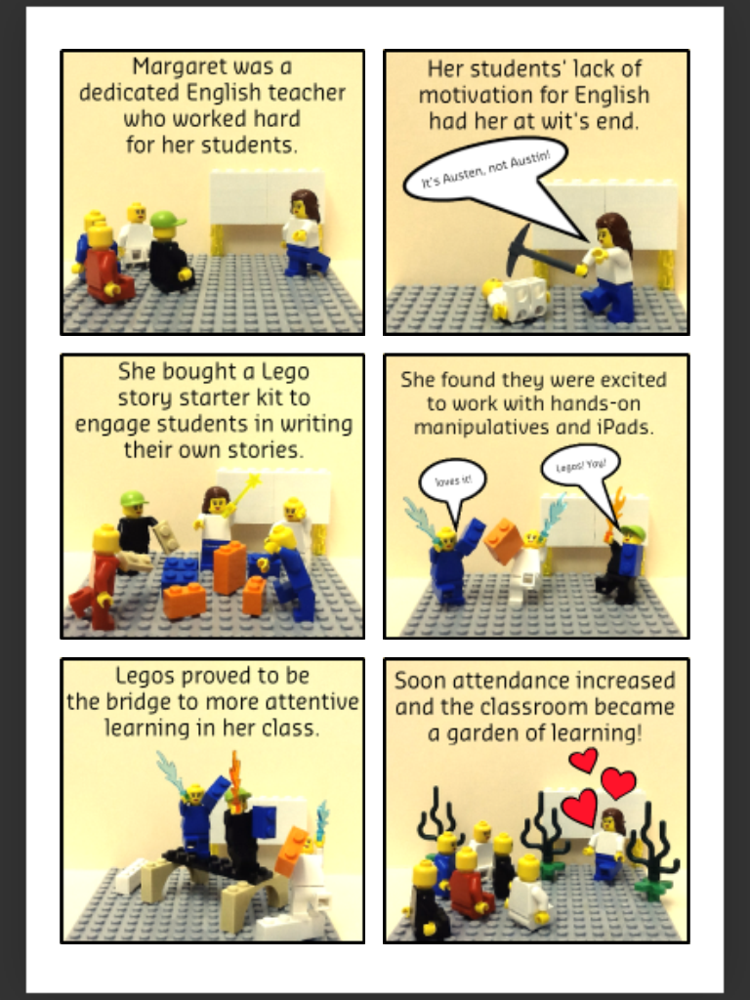 Margaret was a
dedicated English teacher
who worked hard
for her students.
Her students' lack of
motivation for English
had her at wit's end.
It's Austen, not Austin!
She bought a Lego
story starter kit to
engage students in writing
their own stories.
She found they were excited
to work with hands-on
manipulatives and iPads.
loves it!
Legos! Yay!
Legos proved to be
the bridge to more attentive
learning in her class.
Soon attendance increased
and the classroom became
a garden of learning!